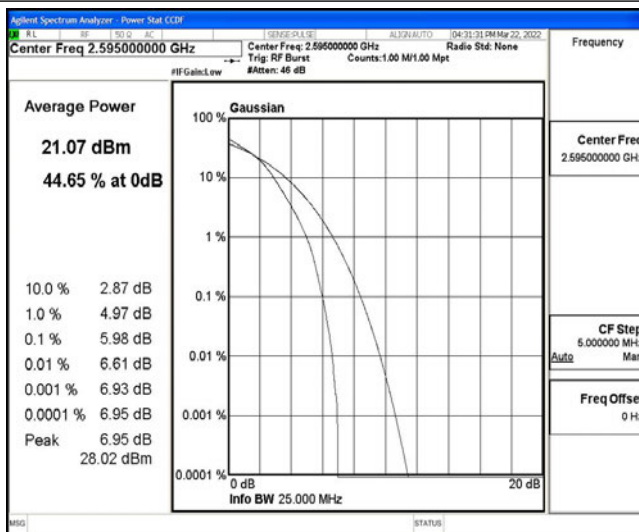 Agilent Spectrum Analyzer - Power Stat CCDF
RL RF 50 Ω AC SENSE:PULSE ALIGN AUTO 04:31:31 PM Mar 22, 2022
Center Freq 2.595000000 GHz
Center Freq: 2.595000000 GHz Radio Std: None
Trig: RF Burst Counts:1.00 M/1.00 Mpt
#IFGain:Low #Atten: 46 dB
Frequency
Average Power
21.07 dBm
44.65 % at 0dB
10.0 % 2.87 dB
1.0 % 4.97 dB
0.1 % 5.98 dB
0.01 % 6.61 dB
0.001 % 6.93 dB
0.0001 % 6.95 dB
Peak 6.95 dB
28.02 dBm
Gaussian
100 %
10 %
1 %
0.1 %
0.01 %
0.001 %
0.0001 %
0 dB 20 dB
Info BW 25.000 MHz
Center Freq
2.595000000 GHz
CF Step
5.000000 MHz
Auto Man
Freq Offse
0 Hz
MSG STATUS